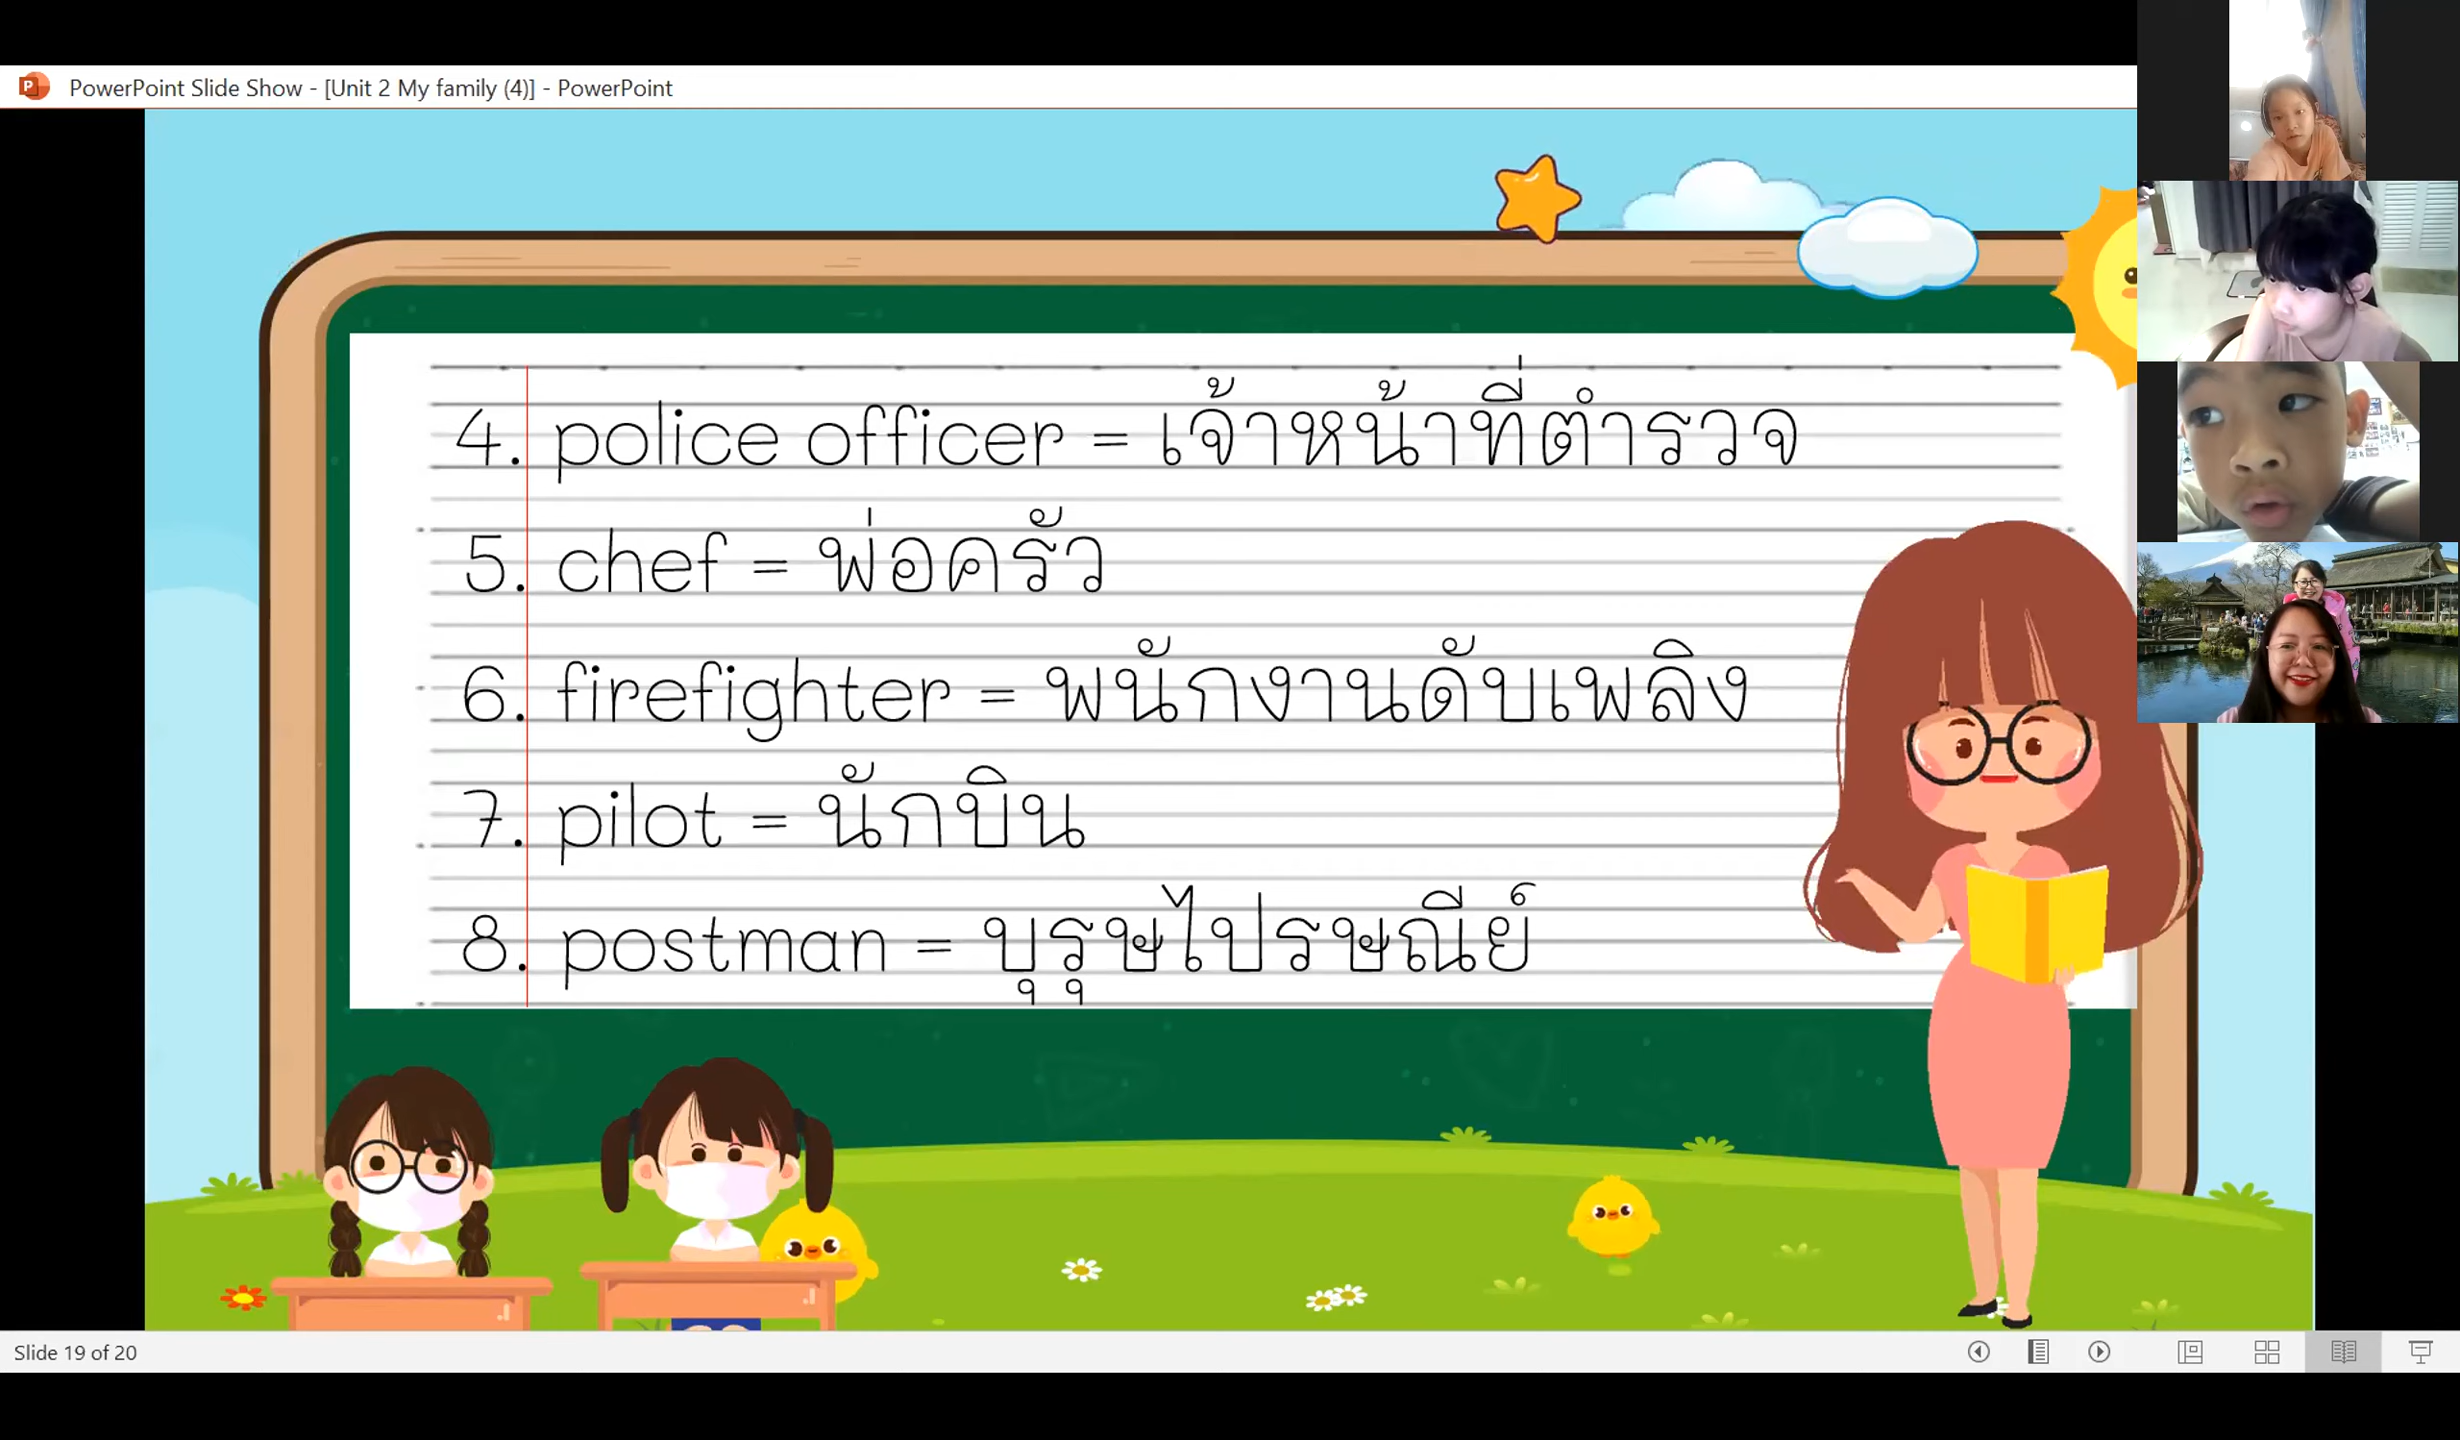 PowerPoint Slide Show - [Unit 2 My family (4)] - PowerPoint
4. police officer = เจ้าหน้าที่ตำรวจ
5. chef = พ่อครัว
6. firefighter = พนักงานดับเพลิง
7. pilot = นักบิน
8. postman = บุรุษไปรษณีย์
Slide 19 of 20